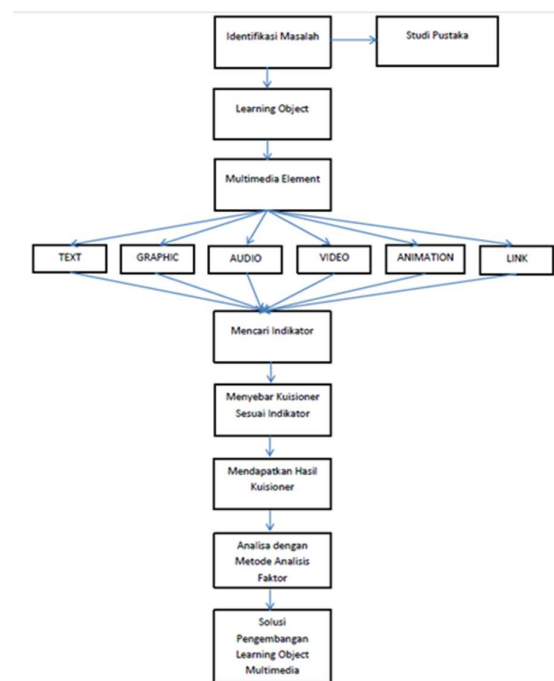 Identifikasi Masalah
Studi Pustaka
Learning Object
Multimedia Element
TEXT
GRAPHIC
AUDIO
VIDEO
ANIMATION
LINK
Mencari Indikator
Menyebar Kuisioner
Sesuai Indikator
Mendapatkan Hasil
Kuisioner
Analisa dengan
Metode Analisis
Faktor
Solusi
Pengembangan
Learning Object
Multimedia